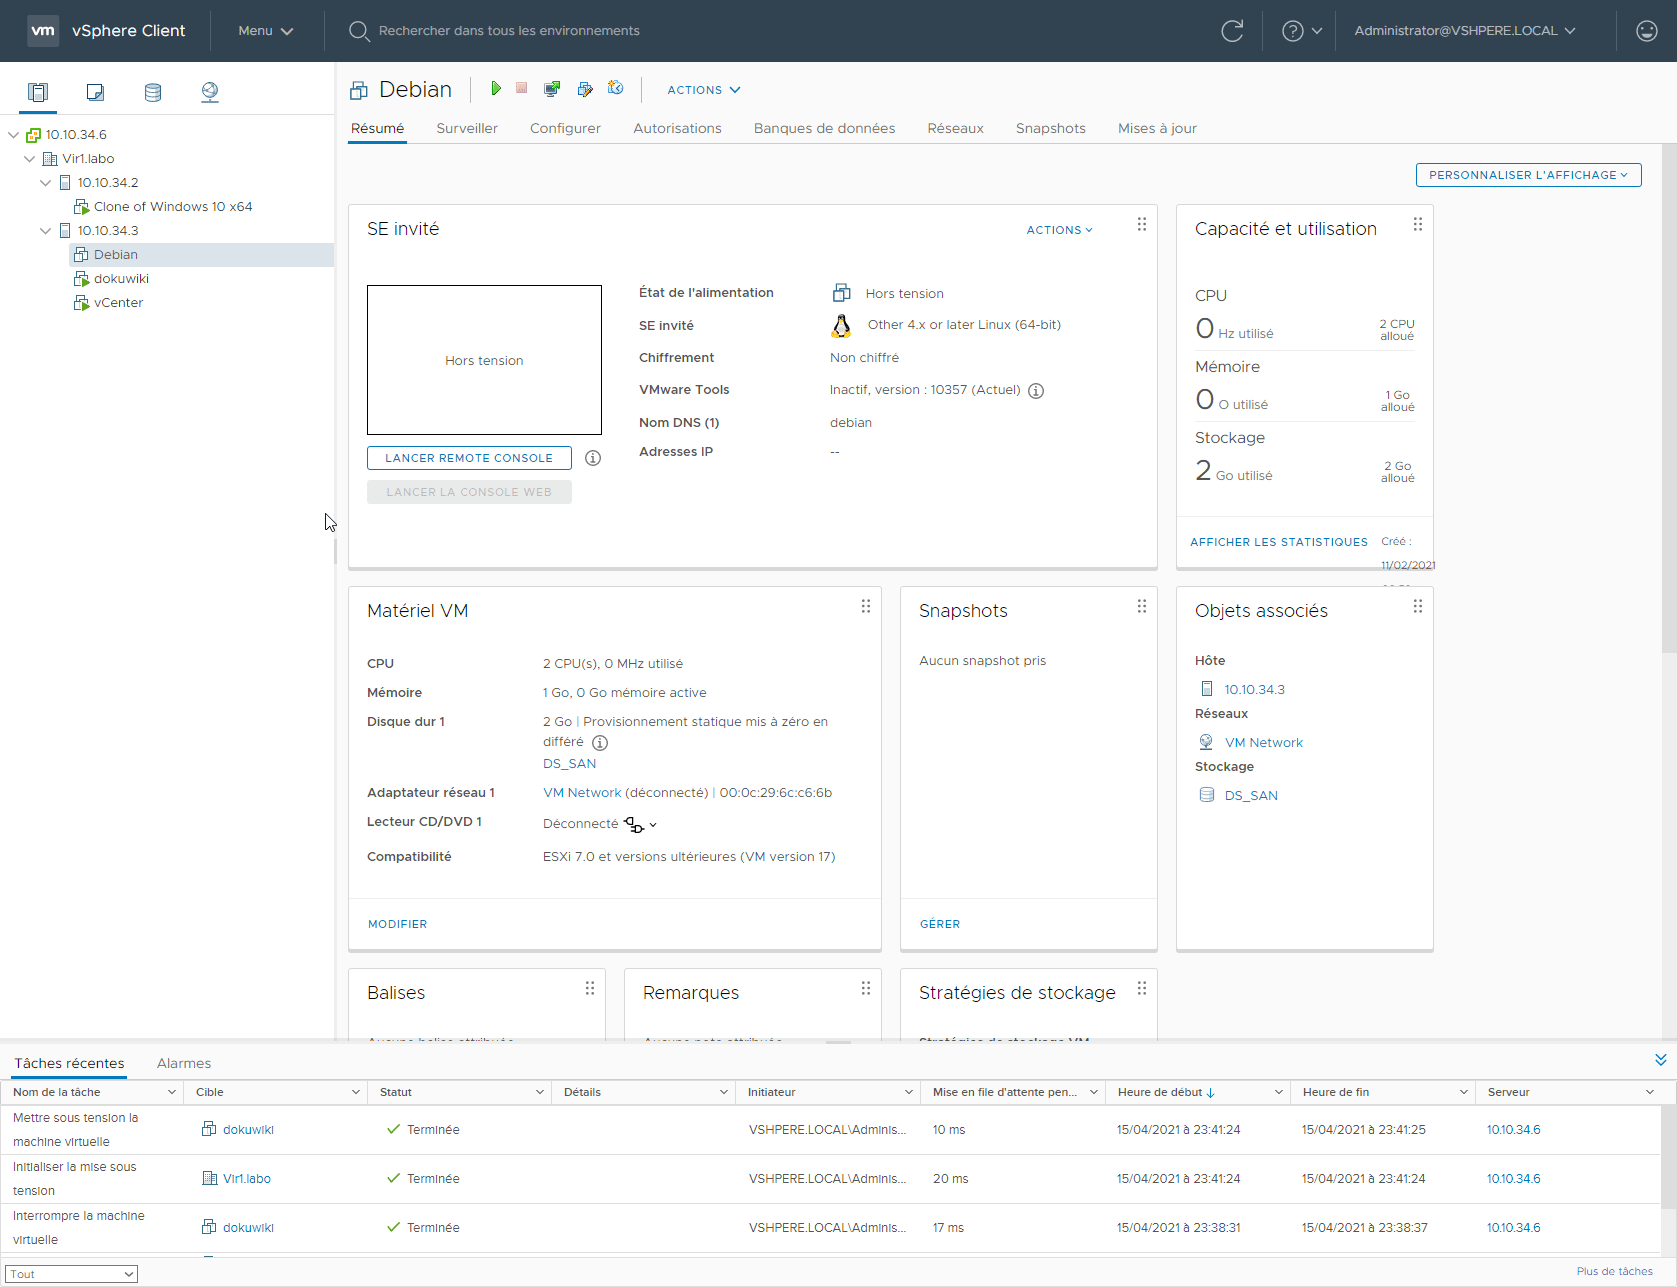 vm vSphere Client Menu Rechercher dans tous les environnements ? Administrator@VSHPERE.LOCAL
10.10.34.6
Vir1.labo
10.10.34.2
Clone of Windows 10 x64
10.10.34.3
Debian
dokuwiki
vCenter
Debian ACTIONS
Résumé Surveiller Configurer Autorisations Banques de données Réseaux Snapshots Mises à jour
PERSONNALISER L'AFFICHAGE
SE invité ACTIONS
Hors tension
LANCER REMOTE CONSOLE
LANCER LA CONSOLE WEB
État de l'alimentation Hors tension
SE invité Other 4.x or later Linux (64-bit)
Chiffrement Non chiffré
VMware Tools Inactif, version : 10357 (Actuel)
Nom DNS (1) debian
Adresses IP --
Capacité et utilisation
CPU
0 Hz utilisé 2 CPU
alloué
Mémoire
0 O utilisé 1 Go
alloué
Stockage
2 Go utilisé 2 Go
alloué
AFFICHER LES STATISTIQUES Créé :
11/02/2021
Matériel VM
CPU 2 CPU(s), 0 MHz utilisé
Mémoire 1 Go, 0 Go mémoire active
Disque dur 1 2 Go | Provisionnement statique mis à zéro en
différé
DS_SAN
Adaptateur réseau 1 VM Network (déconnecté) | 00:0c:29:6c:c6:6b
Lecteur CD/DVD 1 Déconnecté
Compatibilité ESXi 7.0 et versions ultérieures (VM version 17)
MODIFIER
Snapshots
Aucun snapshot pris
GÉRER
Objets associés
Hôte
10.10.34.3
Réseaux
VM Network
Stockage
DS_SAN
Balises
Aucune balise attribuée
Remarques
Aucune note attribuée
Stratégies de stockage
Stratégies de stockage VM
Tâches récentes Alarmes
Nom de la tâche Cible Statut Détails Initiateur Mise en file d'attente pen... Heure de début Heure de fin Serveur
Mettre sous tension la
machine virtuelle dokuwiki Terminée VSHPERE.LOCAL\Adminis... 10 ms 15/04/2021 à 23:41:24 15/04/2021 à 23:41:25 10.10.34.6
Initialiser la mise sous
tension Vir1.labo Terminée VSHPERE.LOCAL\Adminis... 20 ms 15/04/2021 à 23:41:24 15/04/2021 à 23:41:24 10.10.34.6
Interrompre la machine
virtuelle dokuwiki Terminée VSHPERE.LOCAL\Adminis... 17 ms 15/04/2021 à 23:38:31 15/04/2021 à 23:38:37 10.10.34.6
Tout Plus de tâches